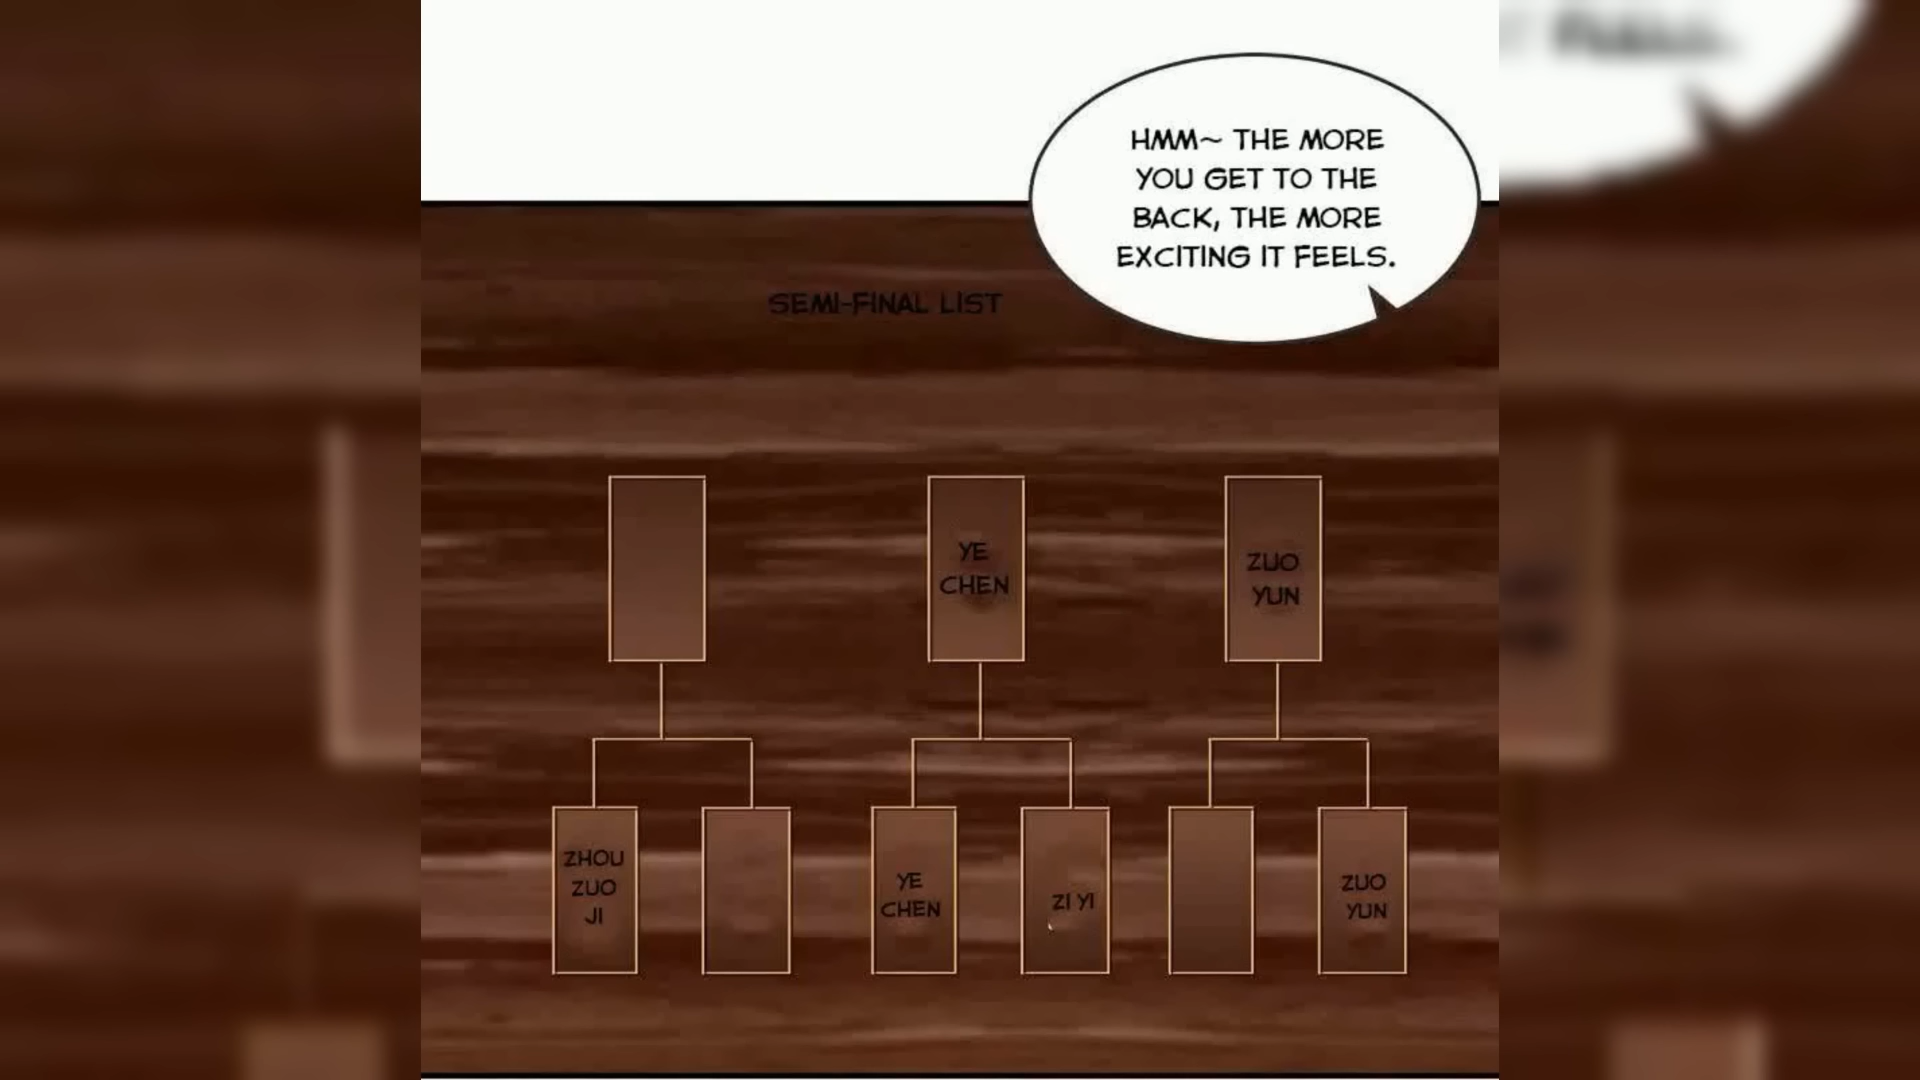 HMM~ THE MORE
YOU GET TO THE
BACK, THE MORE
EXCITING IT FEELS.
SEMI-FINAL LIST
YE
CHEN
ZUO
YUN
ZHOU
ZUO
JI
YE
CHEN
ZI YI
ZUO
YUN